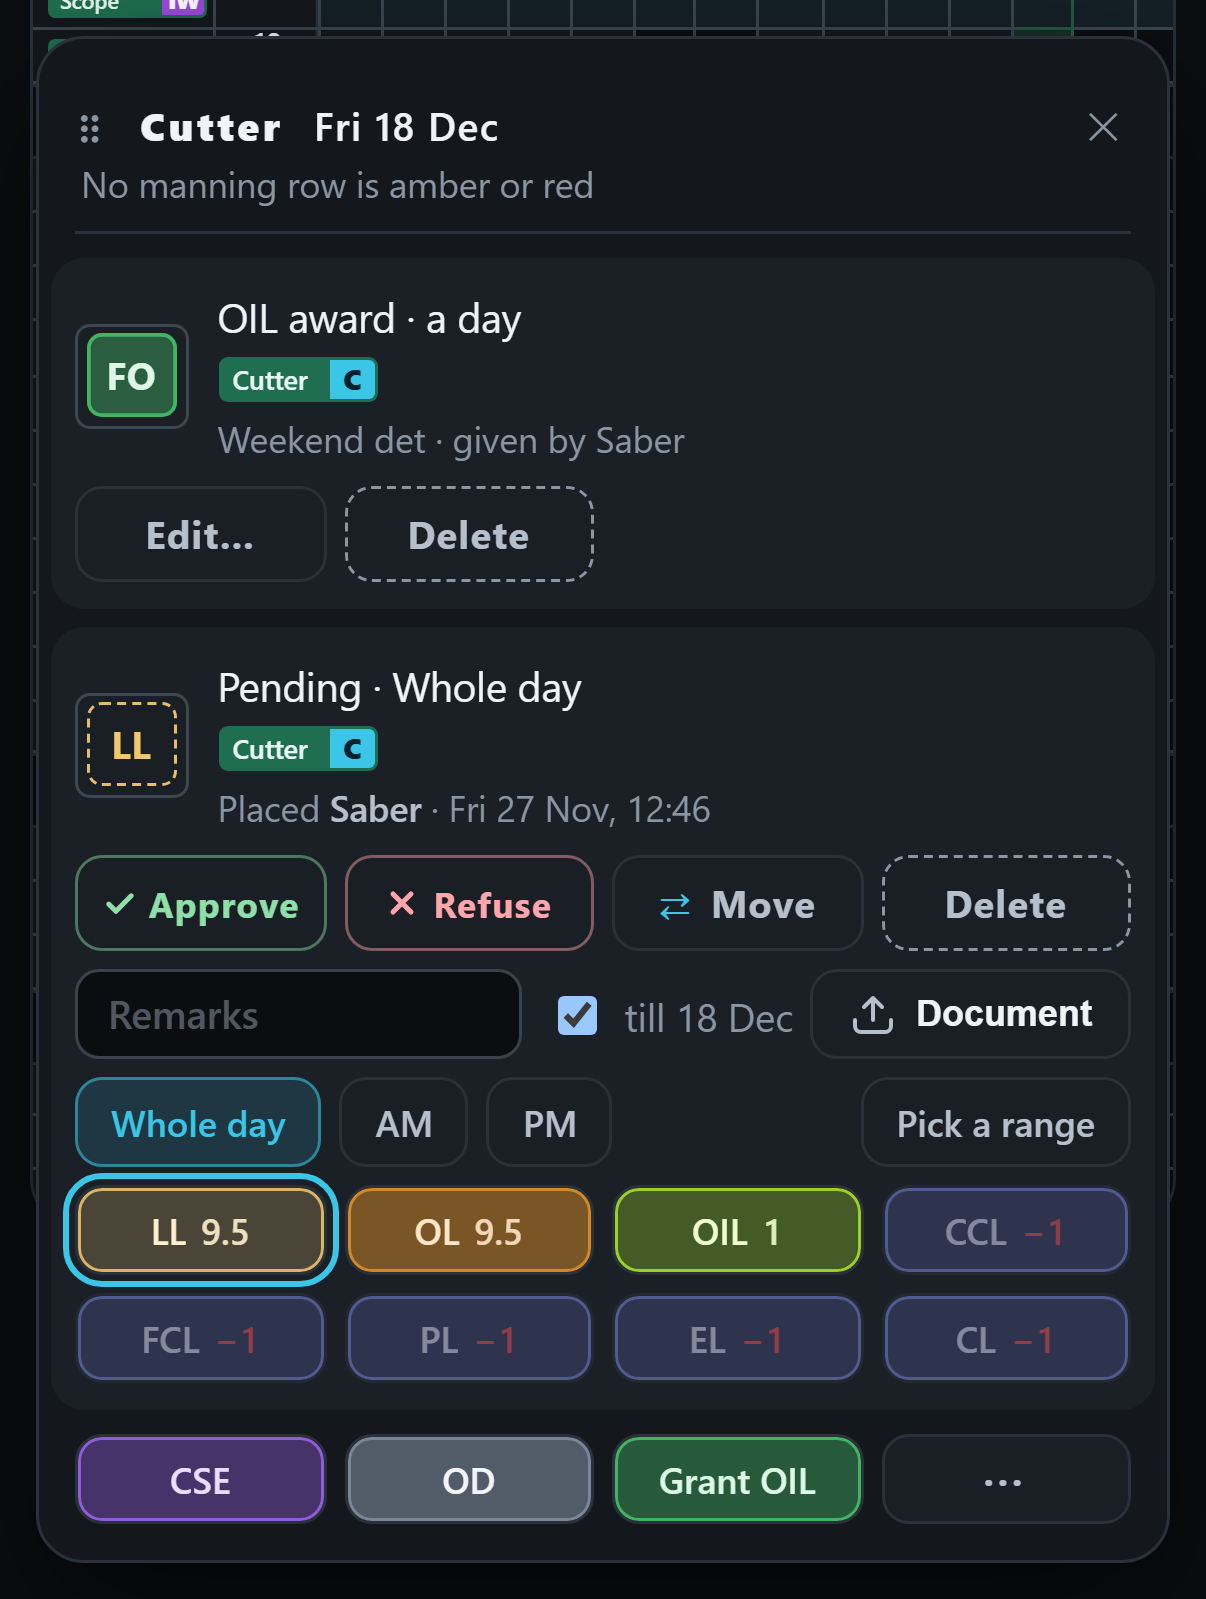 Scope IW
Cutter Fri 18 Dec
No manning row is amber or red
FO
OIL award · a day
Cutter C
Weekend det · given by Saber
Edit...
Delete
LL
Pending · Whole day
Cutter C
Placed Saber · Fri 27 Nov, 12:46
Approve
Refuse
Move
Delete
Remarks
till 18 Dec
Document
Whole day
AM
PM
Pick a range
LL 9.5
OL 9.5
OIL 1
CCL −1
FCL −1
PL −1
EL −1
CL −1
CSE
OD
Grant OIL
...